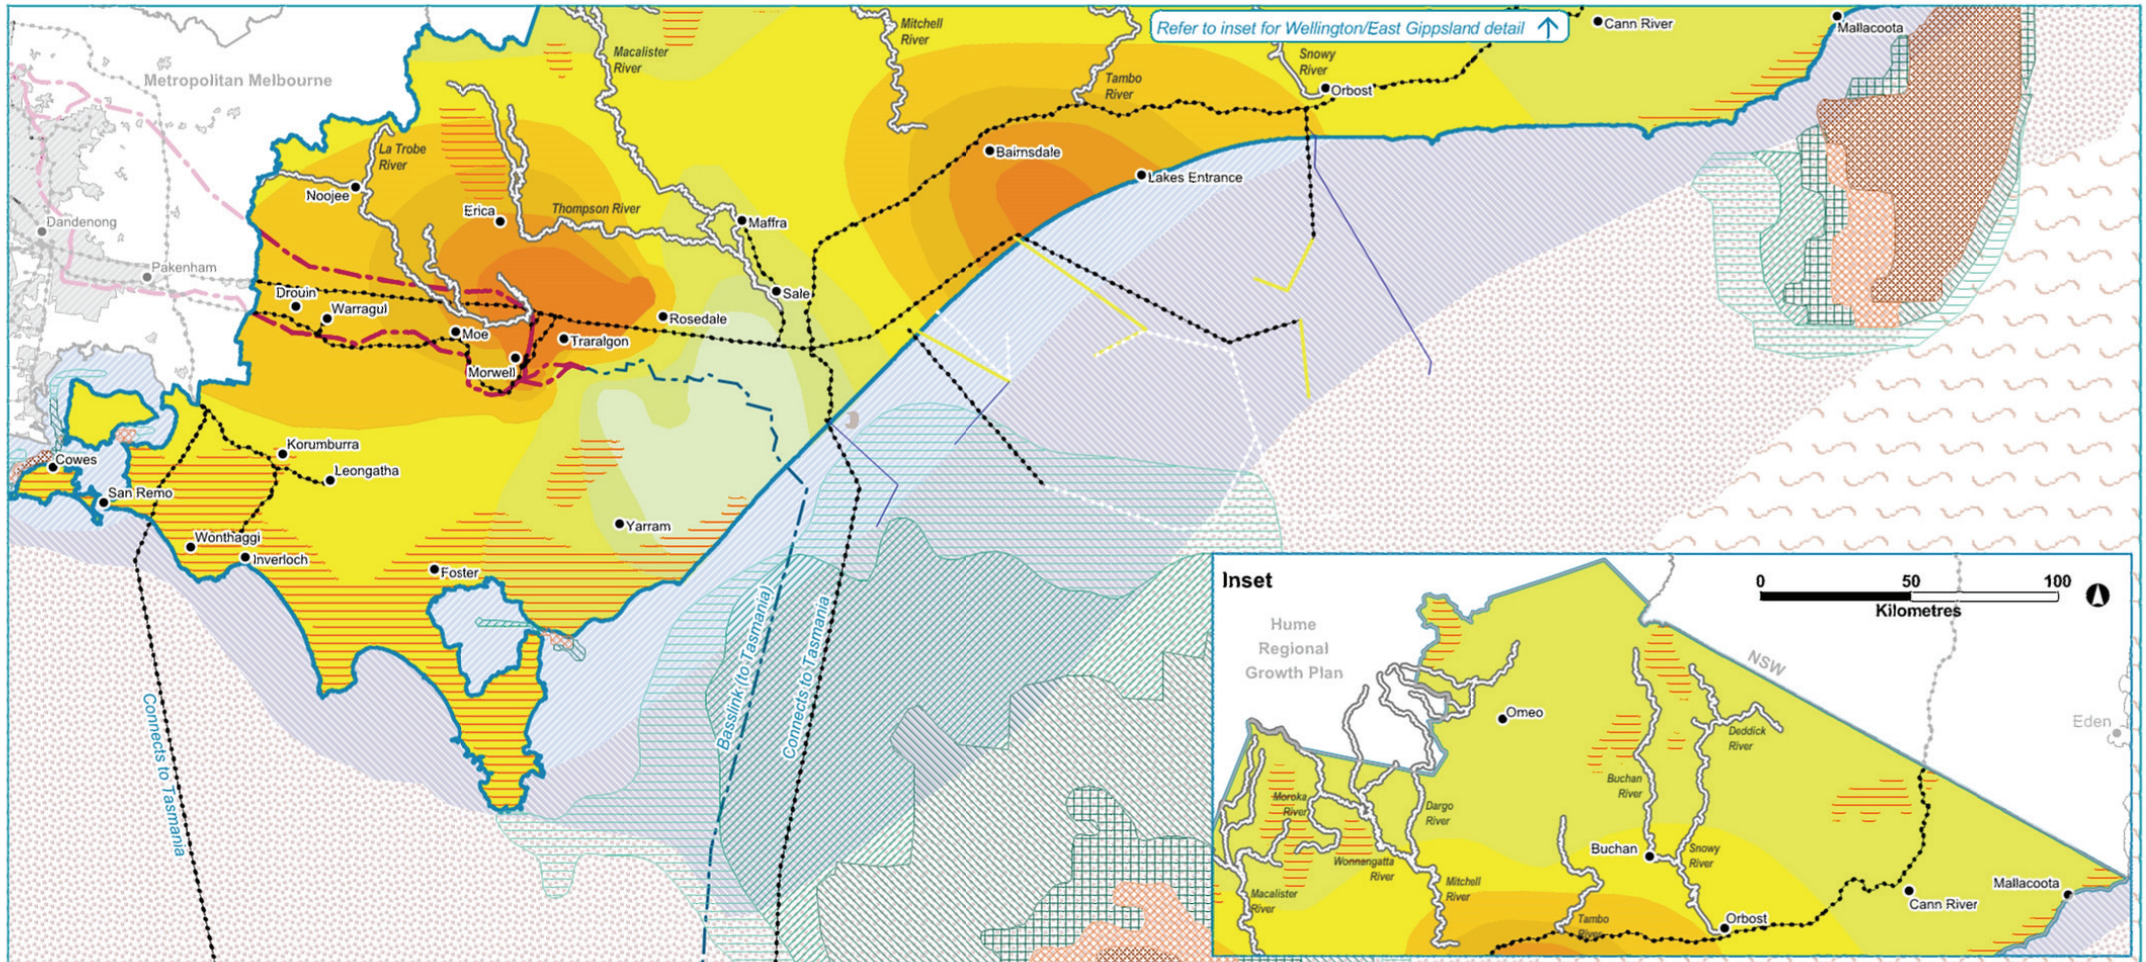 Refer to inset for Wellington/East Gippsland detail
Cann River
Mallacoota
Mitchell
River
Macalister
River
Snowy
River
Tambo
River
Orbost
Metropolitan Melbourne
La Trobe
River
Bairnsdale
Lakes Entrance
Noojee
Erica
Thompson River
Maffra
Dandenong
Pakenham
Drouin
Warragul
Sale
Rosedale
Moe
Traralgon
Morwell
Korumburra
Leongatha
Cowes
San Remo
Yarram
Wonthaggi
Inverloch
Foster
Connects to Tasmania
Basslink (to Tasmania)
Connects to Tasmania
Inset
0
50
100
Kilometres
Hume
Regional
Growth Plan
NSW
Omeo
Eden
Deddick
River
Buchan
River
Moroka
River
Dargo
River
Buchan
Snowy
River
Wonnengatta
River
Mitchell
River
Macalister
River
Mallacoota
Cann River
Orbost
Tambo
River